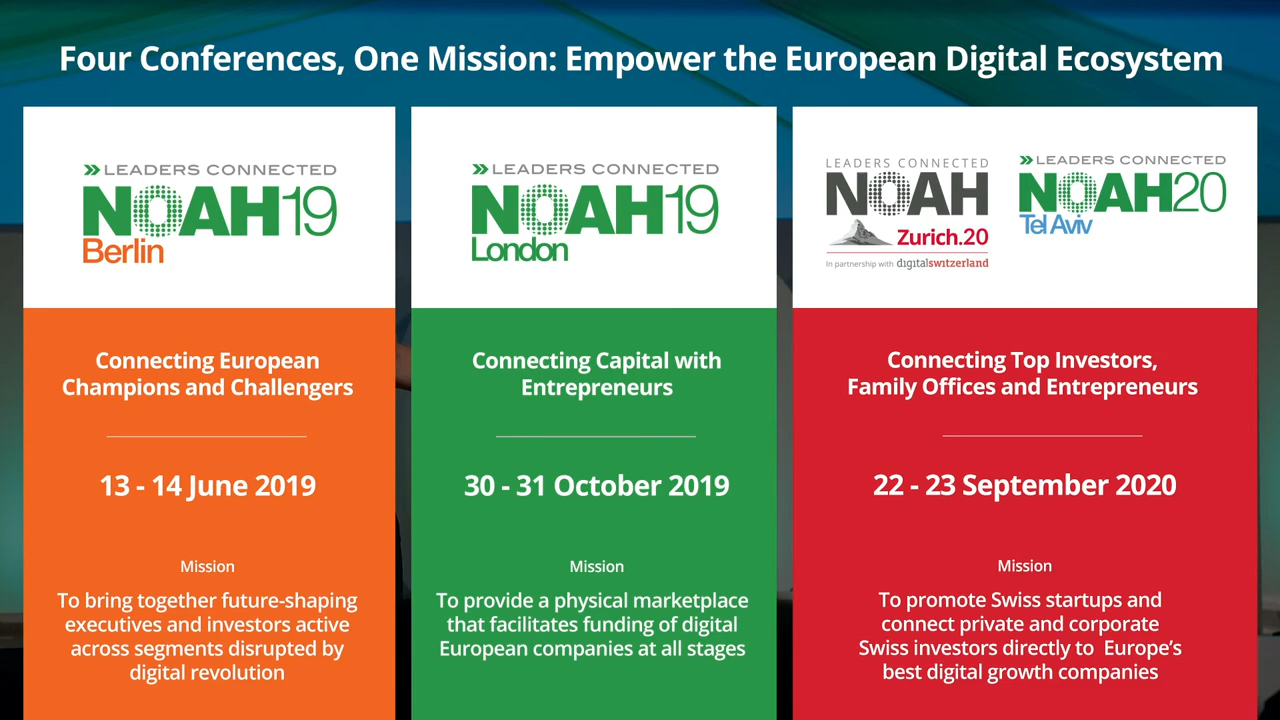 Four Conferences, One Mission: Empower the European Digital Ecosystem
LEADERS CONNECTED
NOAH19
Berlin
Connecting European
Champions and Challengers
13 - 14 June 2019
Mission
To bring together future-shaping
executives and investors active
across segments disrupted by
digital revolution
LEADERS CONNECTED
NOAH19
London
Connecting Capital with
Entrepreneurs
30 - 31 October 2019
Mission
To provide a physical marketplace
that facilitates funding of digital
European companies at all stages
LEADERS CONNECTED
NOAH
Zurich.20
In partnership with digitalswitzerland
LEADERS CONNECTED
NOAH20
Tel Aviv
Connecting Top Investors,
Family Offices and Entrepreneurs
22 - 23 September 2020
Mission
To promote Swiss startups and
connect private and corporate
Swiss investors directly to Europe's
best digital growth companies